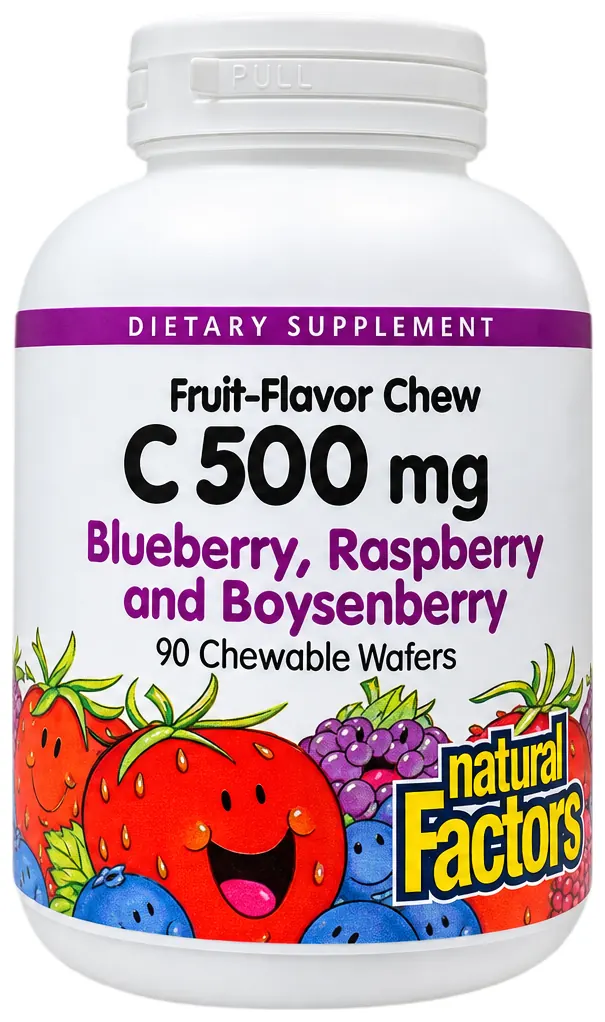 PULL
DIETARY SUPPLEMENT
Fruit-Flavor Chew
C 500 mg
Blueberry, Raspberry
and Boysenberry
90 Chewable Wafers
natural
Factors